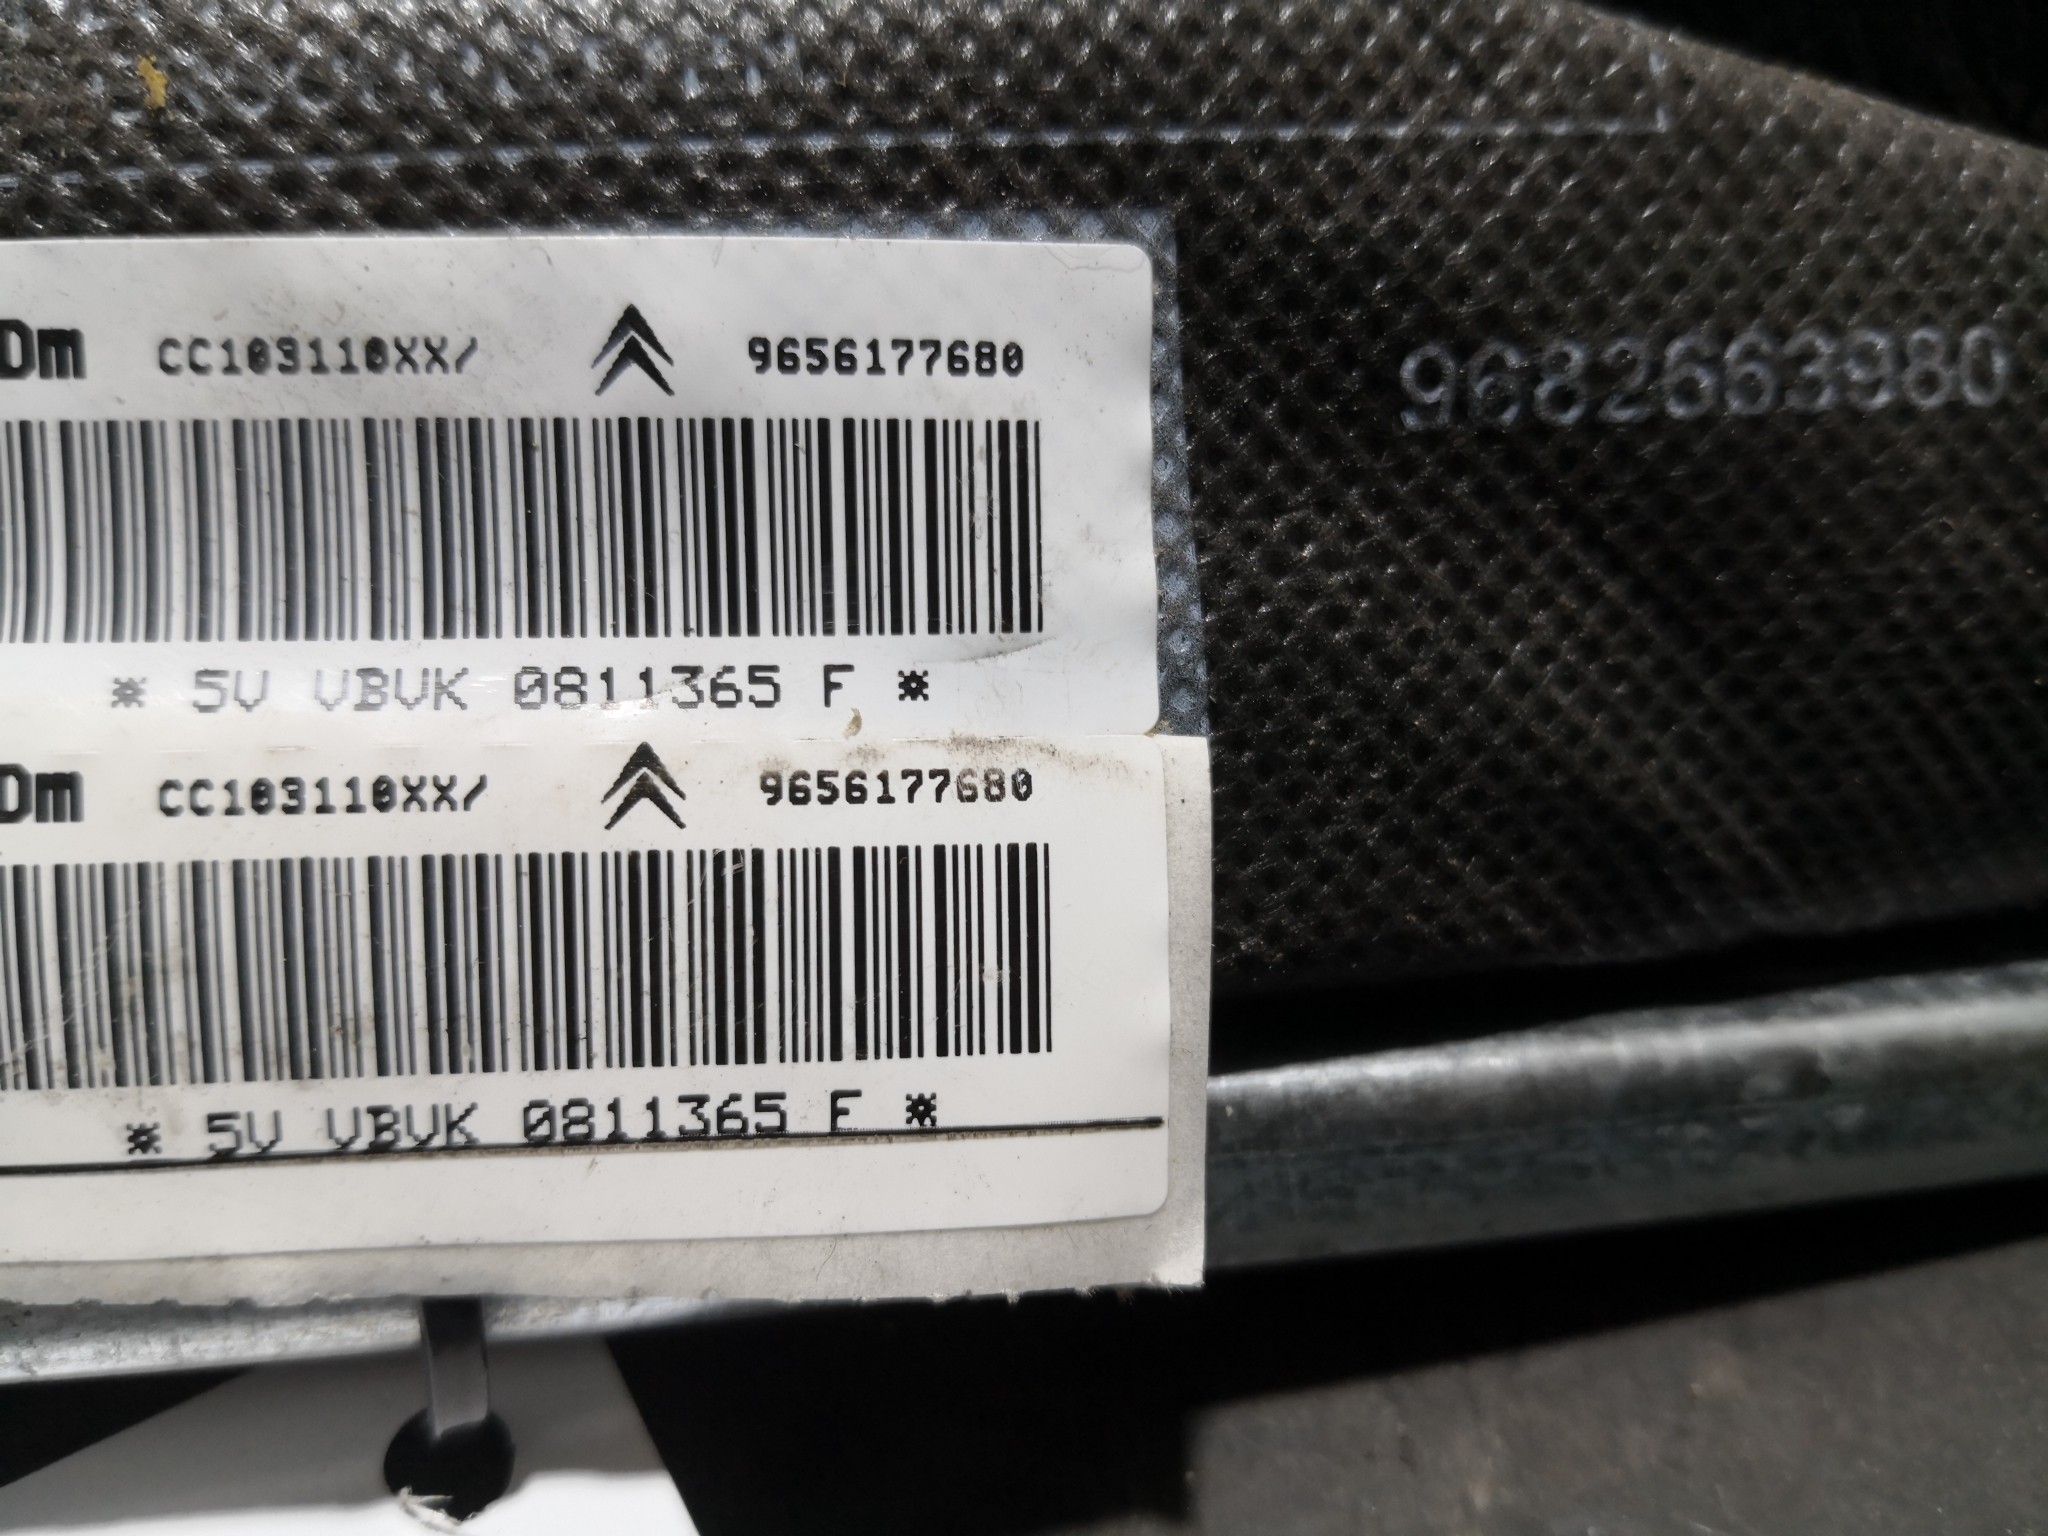 Dm CC103110XX/ 9656177680
9682663980
* 5V VBVK 0811365 F *
Dm CC103110XX/ 9656177680
* 5V VBVK 0811365 F *